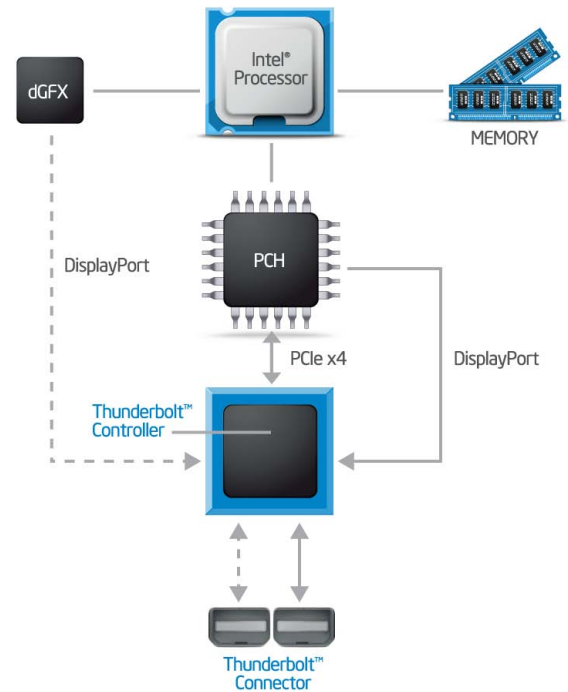 Intel®
Processor
dGFX
MEMORY
DisplayPort
PCH
PCIe x4
DisplayPort
Thunderbolt™
Controller
Thunderbolt™
Connector